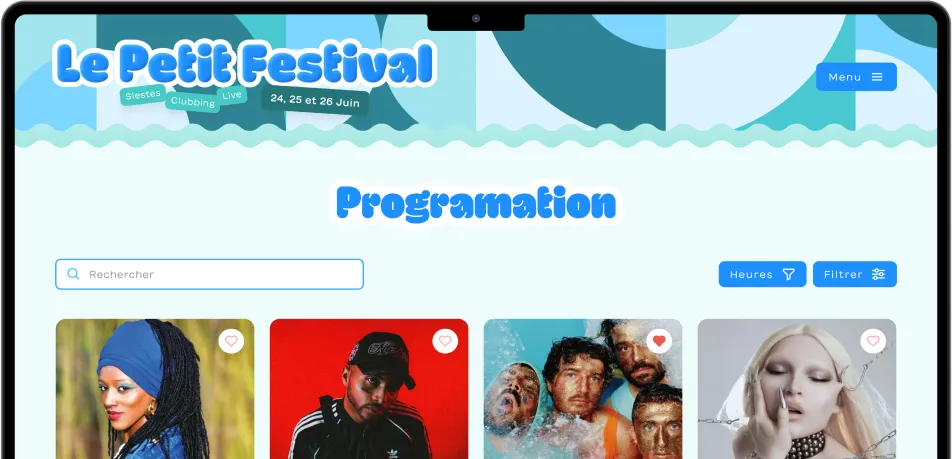 Le Petit Festival
Siestes
Clubbing
Live
24, 25 et 26 Juin
Menu
Programation
Rechercher
Heures
Filtrer